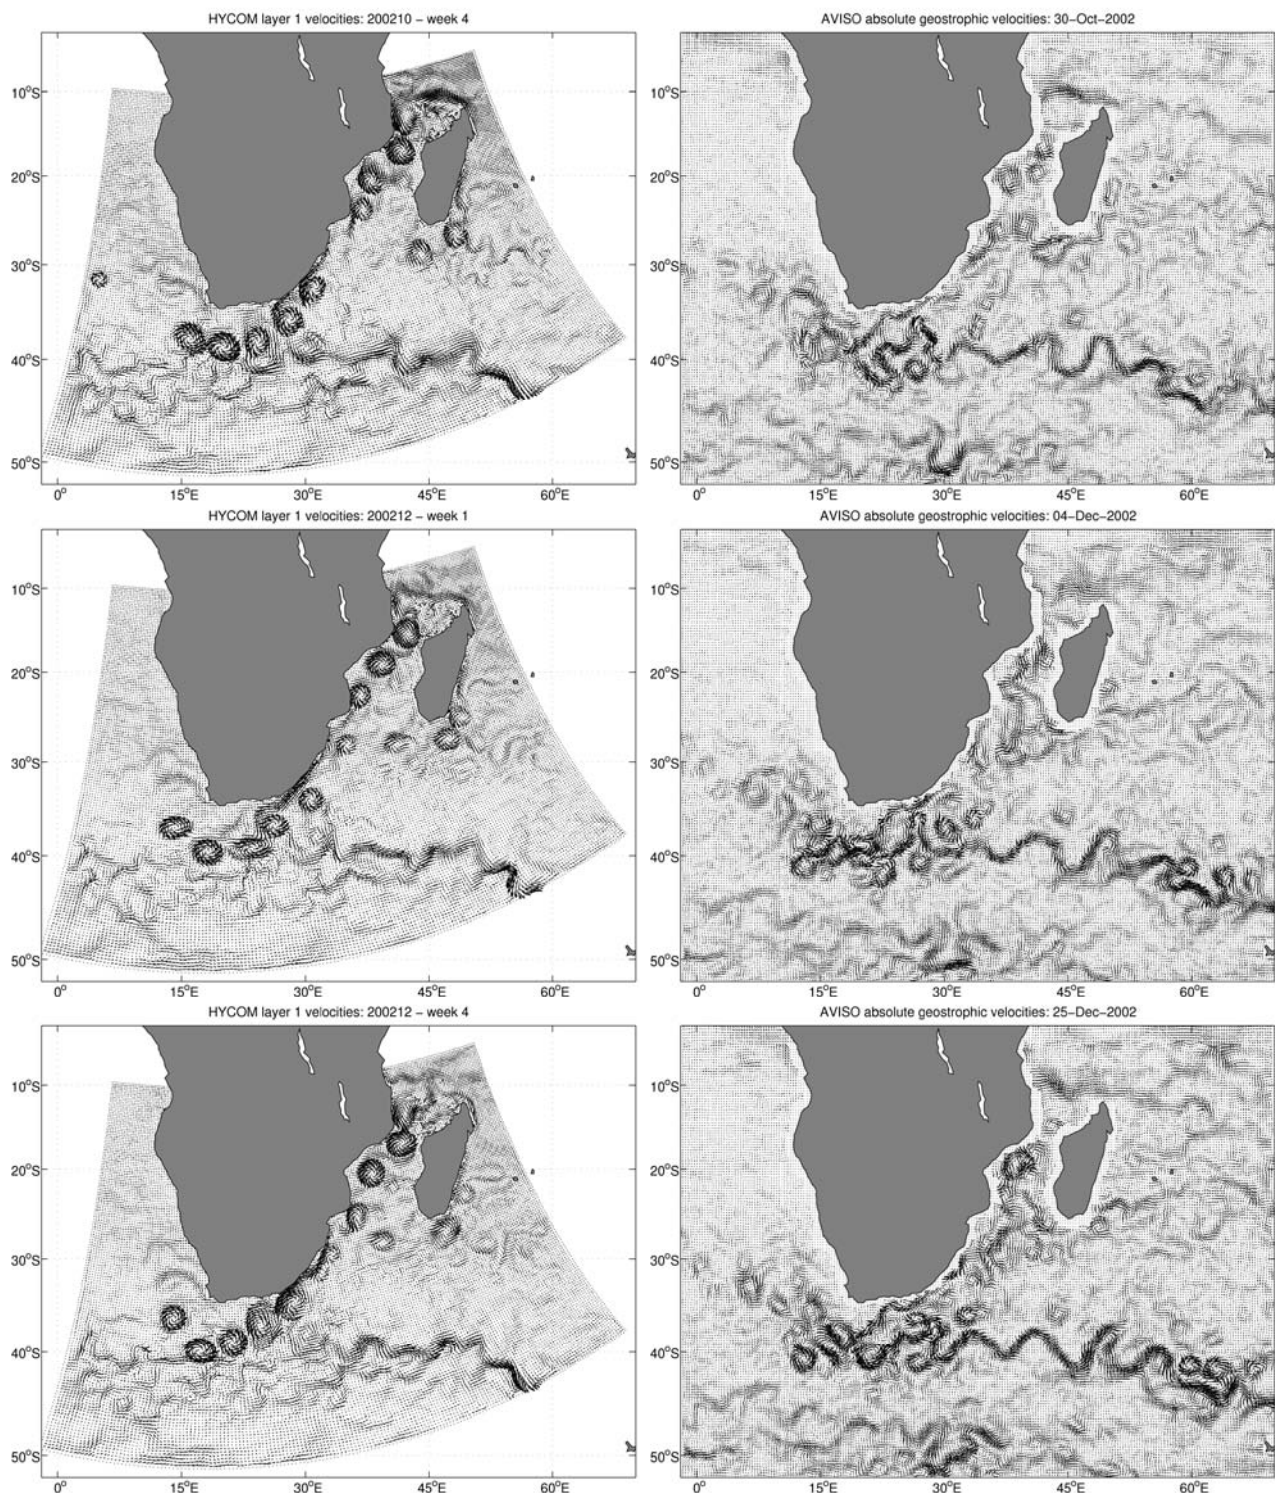 HYCOM layer 1 velocities: 200210 − week 4
AVISO absolute geostrophic velocities: 30−Oct−2002
10°S
20°S
30°S
40°S
50°S
0°
15°E
30°E
45°E
60°E
10°S
20°S
30°S
40°S
50°S
0°
15°E
30°E
45°E
60°E
HYCOM layer 1 velocities: 200212 − week 1
AVISO absolute geostrophic velocities: 04−Dec−2002
10°S
20°S
30°S
40°S
50°S
0°
15°E
30°E
45°E
60°E
10°S
20°S
30°S
40°S
50°S
0°
15°E
30°E
45°E
60°E
HYCOM layer 1 velocities: 200212 − week 4
AVISO absolute geostrophic velocities: 25−Dec−2002
10°S
20°S
30°S
40°S
50°S
0°
15°E
30°E
45°E
60°E
10°S
20°S
30°S
40°S
50°S
0°
15°E
30°E
45°E
60°E